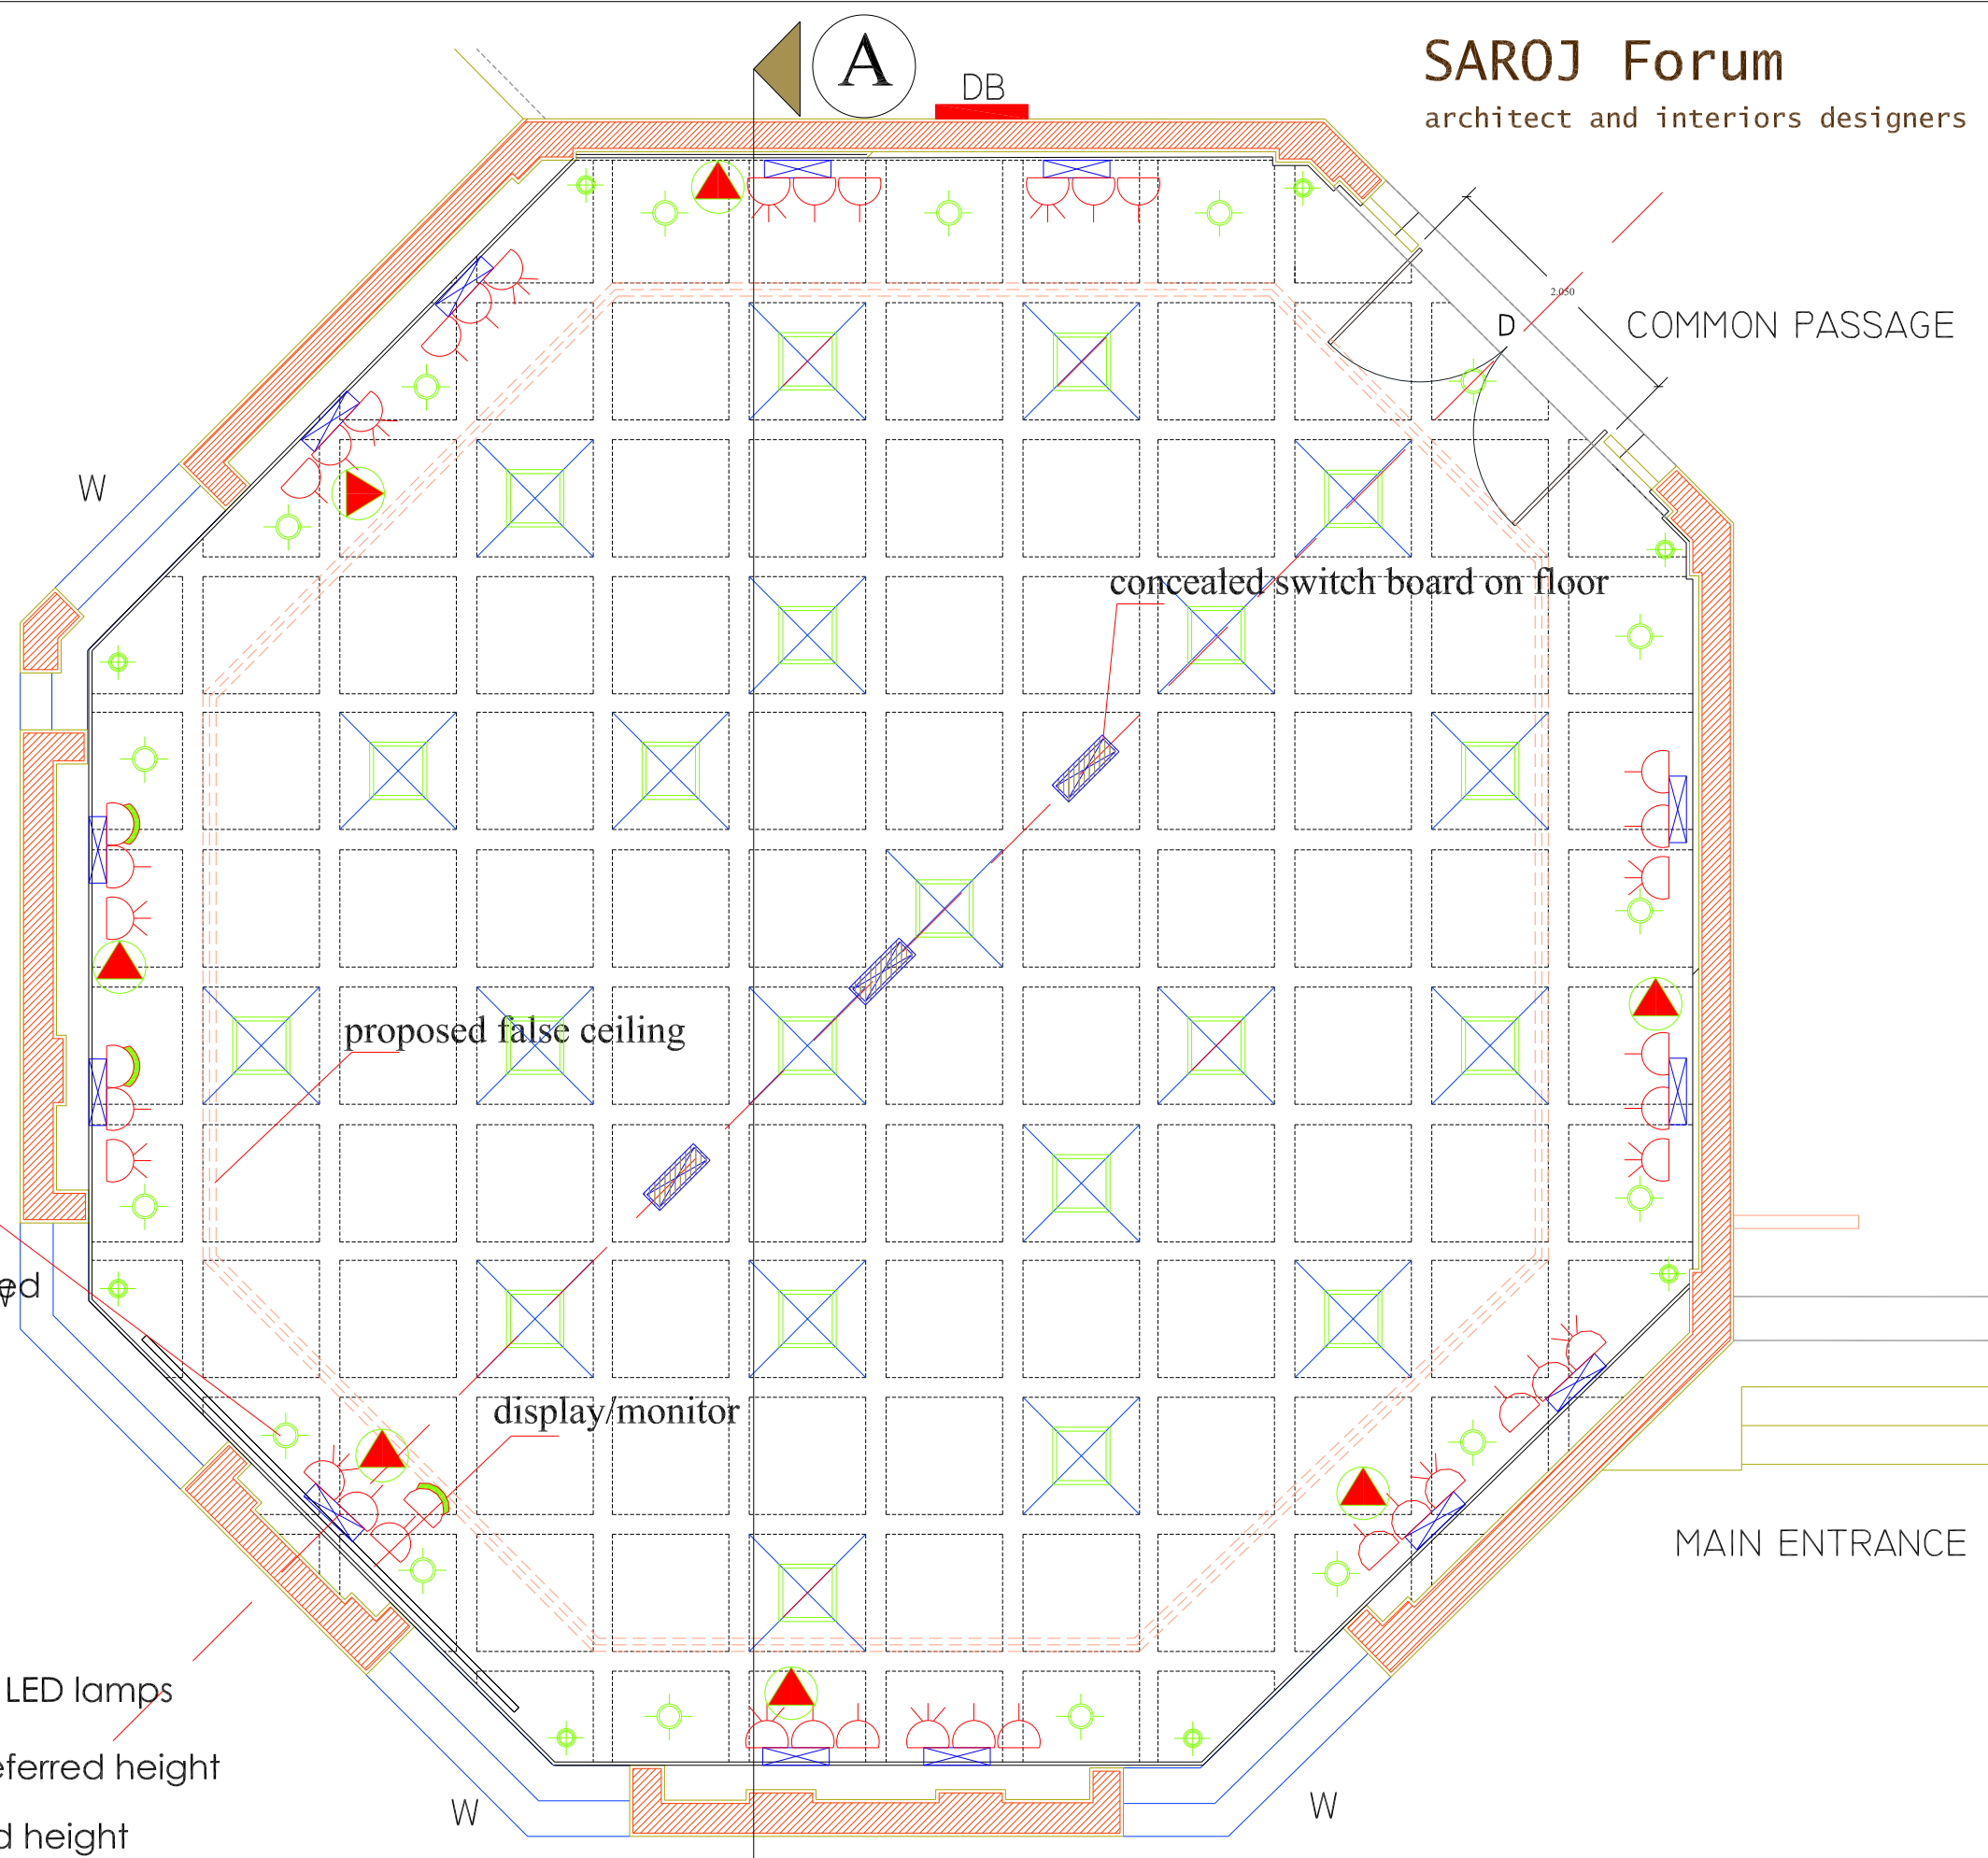 A
DB
SAROJ Forum
architect and interiors designers
2.050
D
COMMON PASSAGE
W
concealed switch board on floor
proposed false ceiling
display/monitor
MAIN ENTRANCE
LED lamps
height
height
W
W